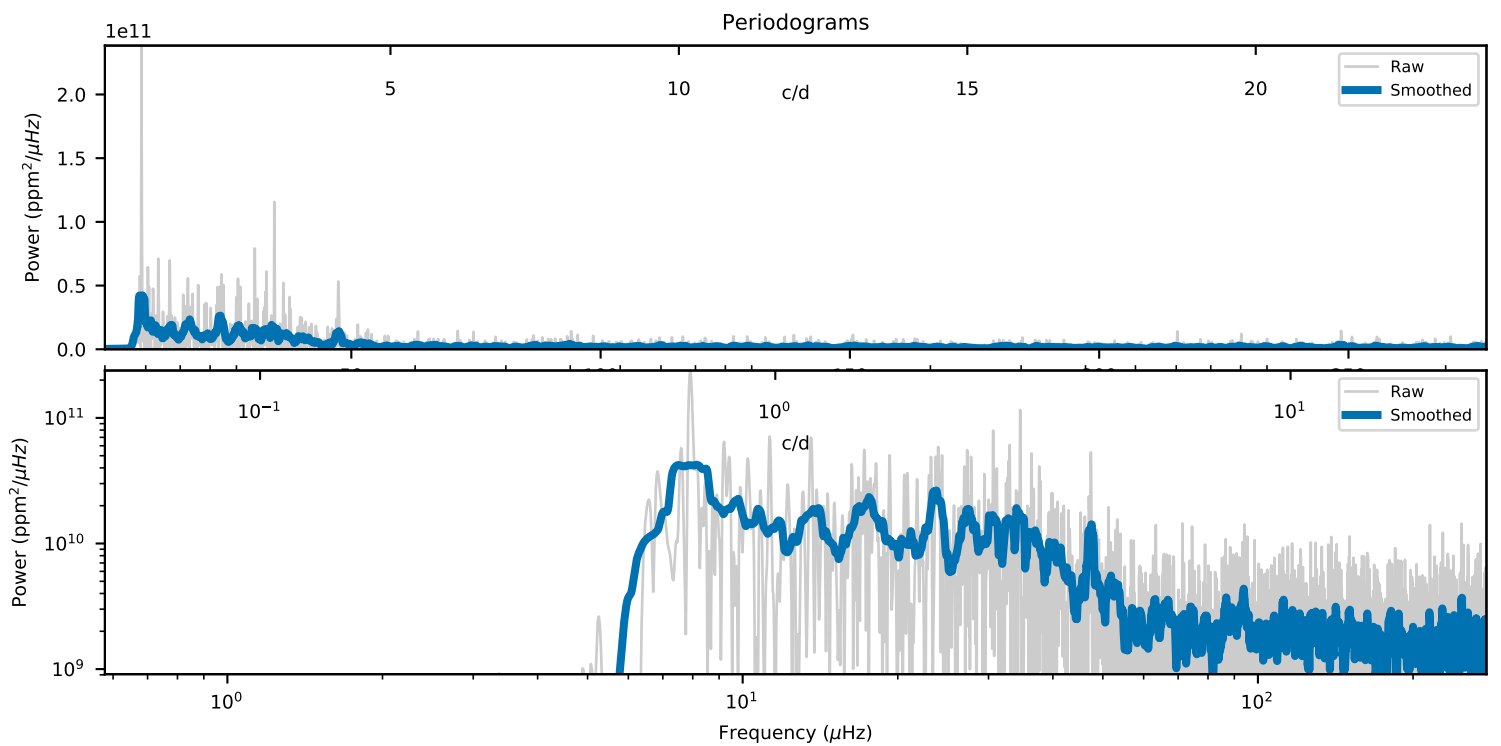 Periodograms
1e11
5 10 15 20
c/d
Raw
Smoothed
2.0
1.5
1.0
0.5
0.0
Power (ppm²/μHz)
10⁻¹ 10⁰ 10¹
c/d
Raw
Smoothed
10¹¹
10¹⁰
10⁹
Power (ppm²/μHz)
10⁰ 10¹ 10²
Frequency (μHz)